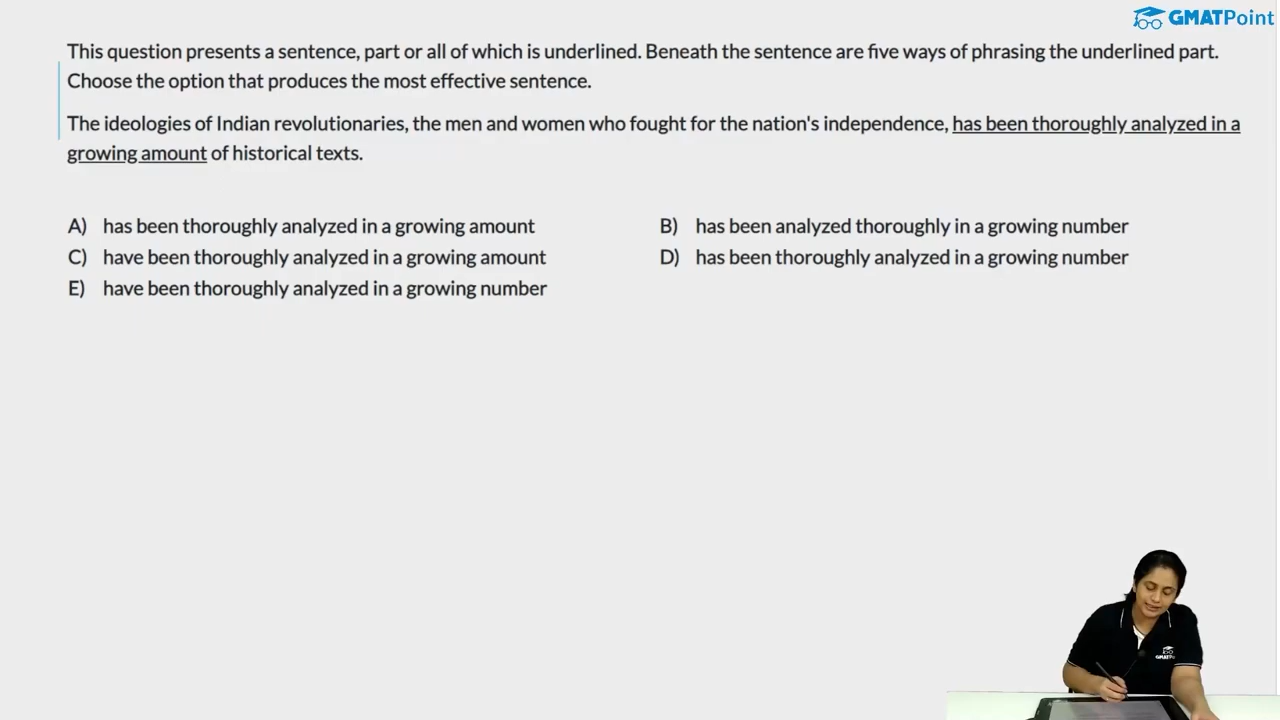 GMATPoint
This question presents a sentence, part or all of which is underlined. Beneath the sentence are five ways of phrasing the underlined part.
Choose the option that produces the most effective sentence.
The ideologies of Indian revolutionaries, the men and women who fought for the nation's independence, has been thoroughly analyzed in a
growing amount of historical texts.
A) has been thoroughly analyzed in a growing amount
B) has been analyzed thoroughly in a growing number
C) have been thoroughly analyzed in a growing amount
D) has been thoroughly analyzed in a growing number
E) have been thoroughly analyzed in a growing number
GMATPoint